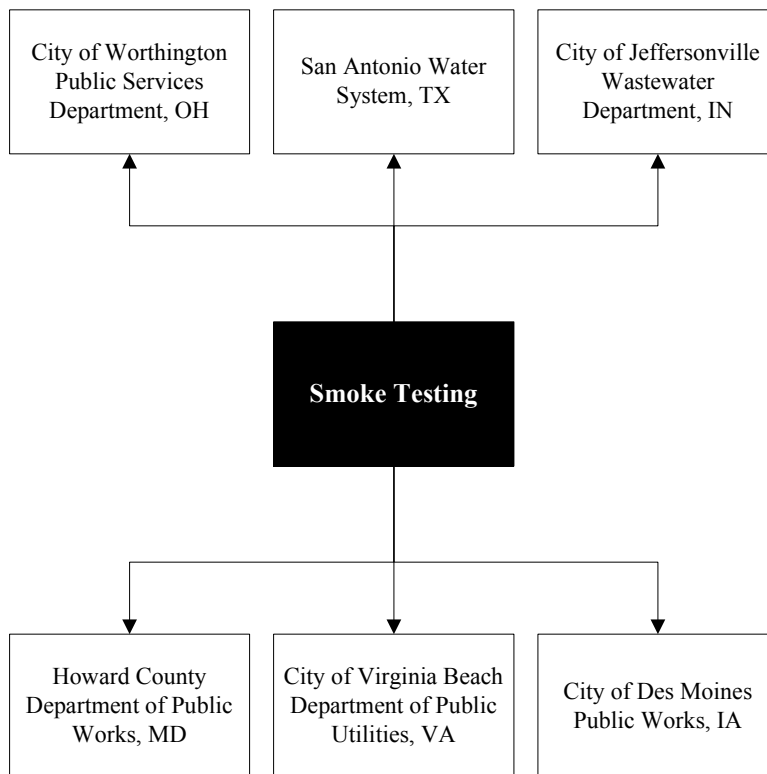 City of Worthington
Public Services
Department, OH
San Antonio Water
System, TX
City of Jeffersonville
Wastewater
Department, IN
Smoke Testing
Howard County
Department of Public
Works, MD
City of Virginia Beach
Department of Public
Utilities, VA
City of Des Moines
Public Works, IA